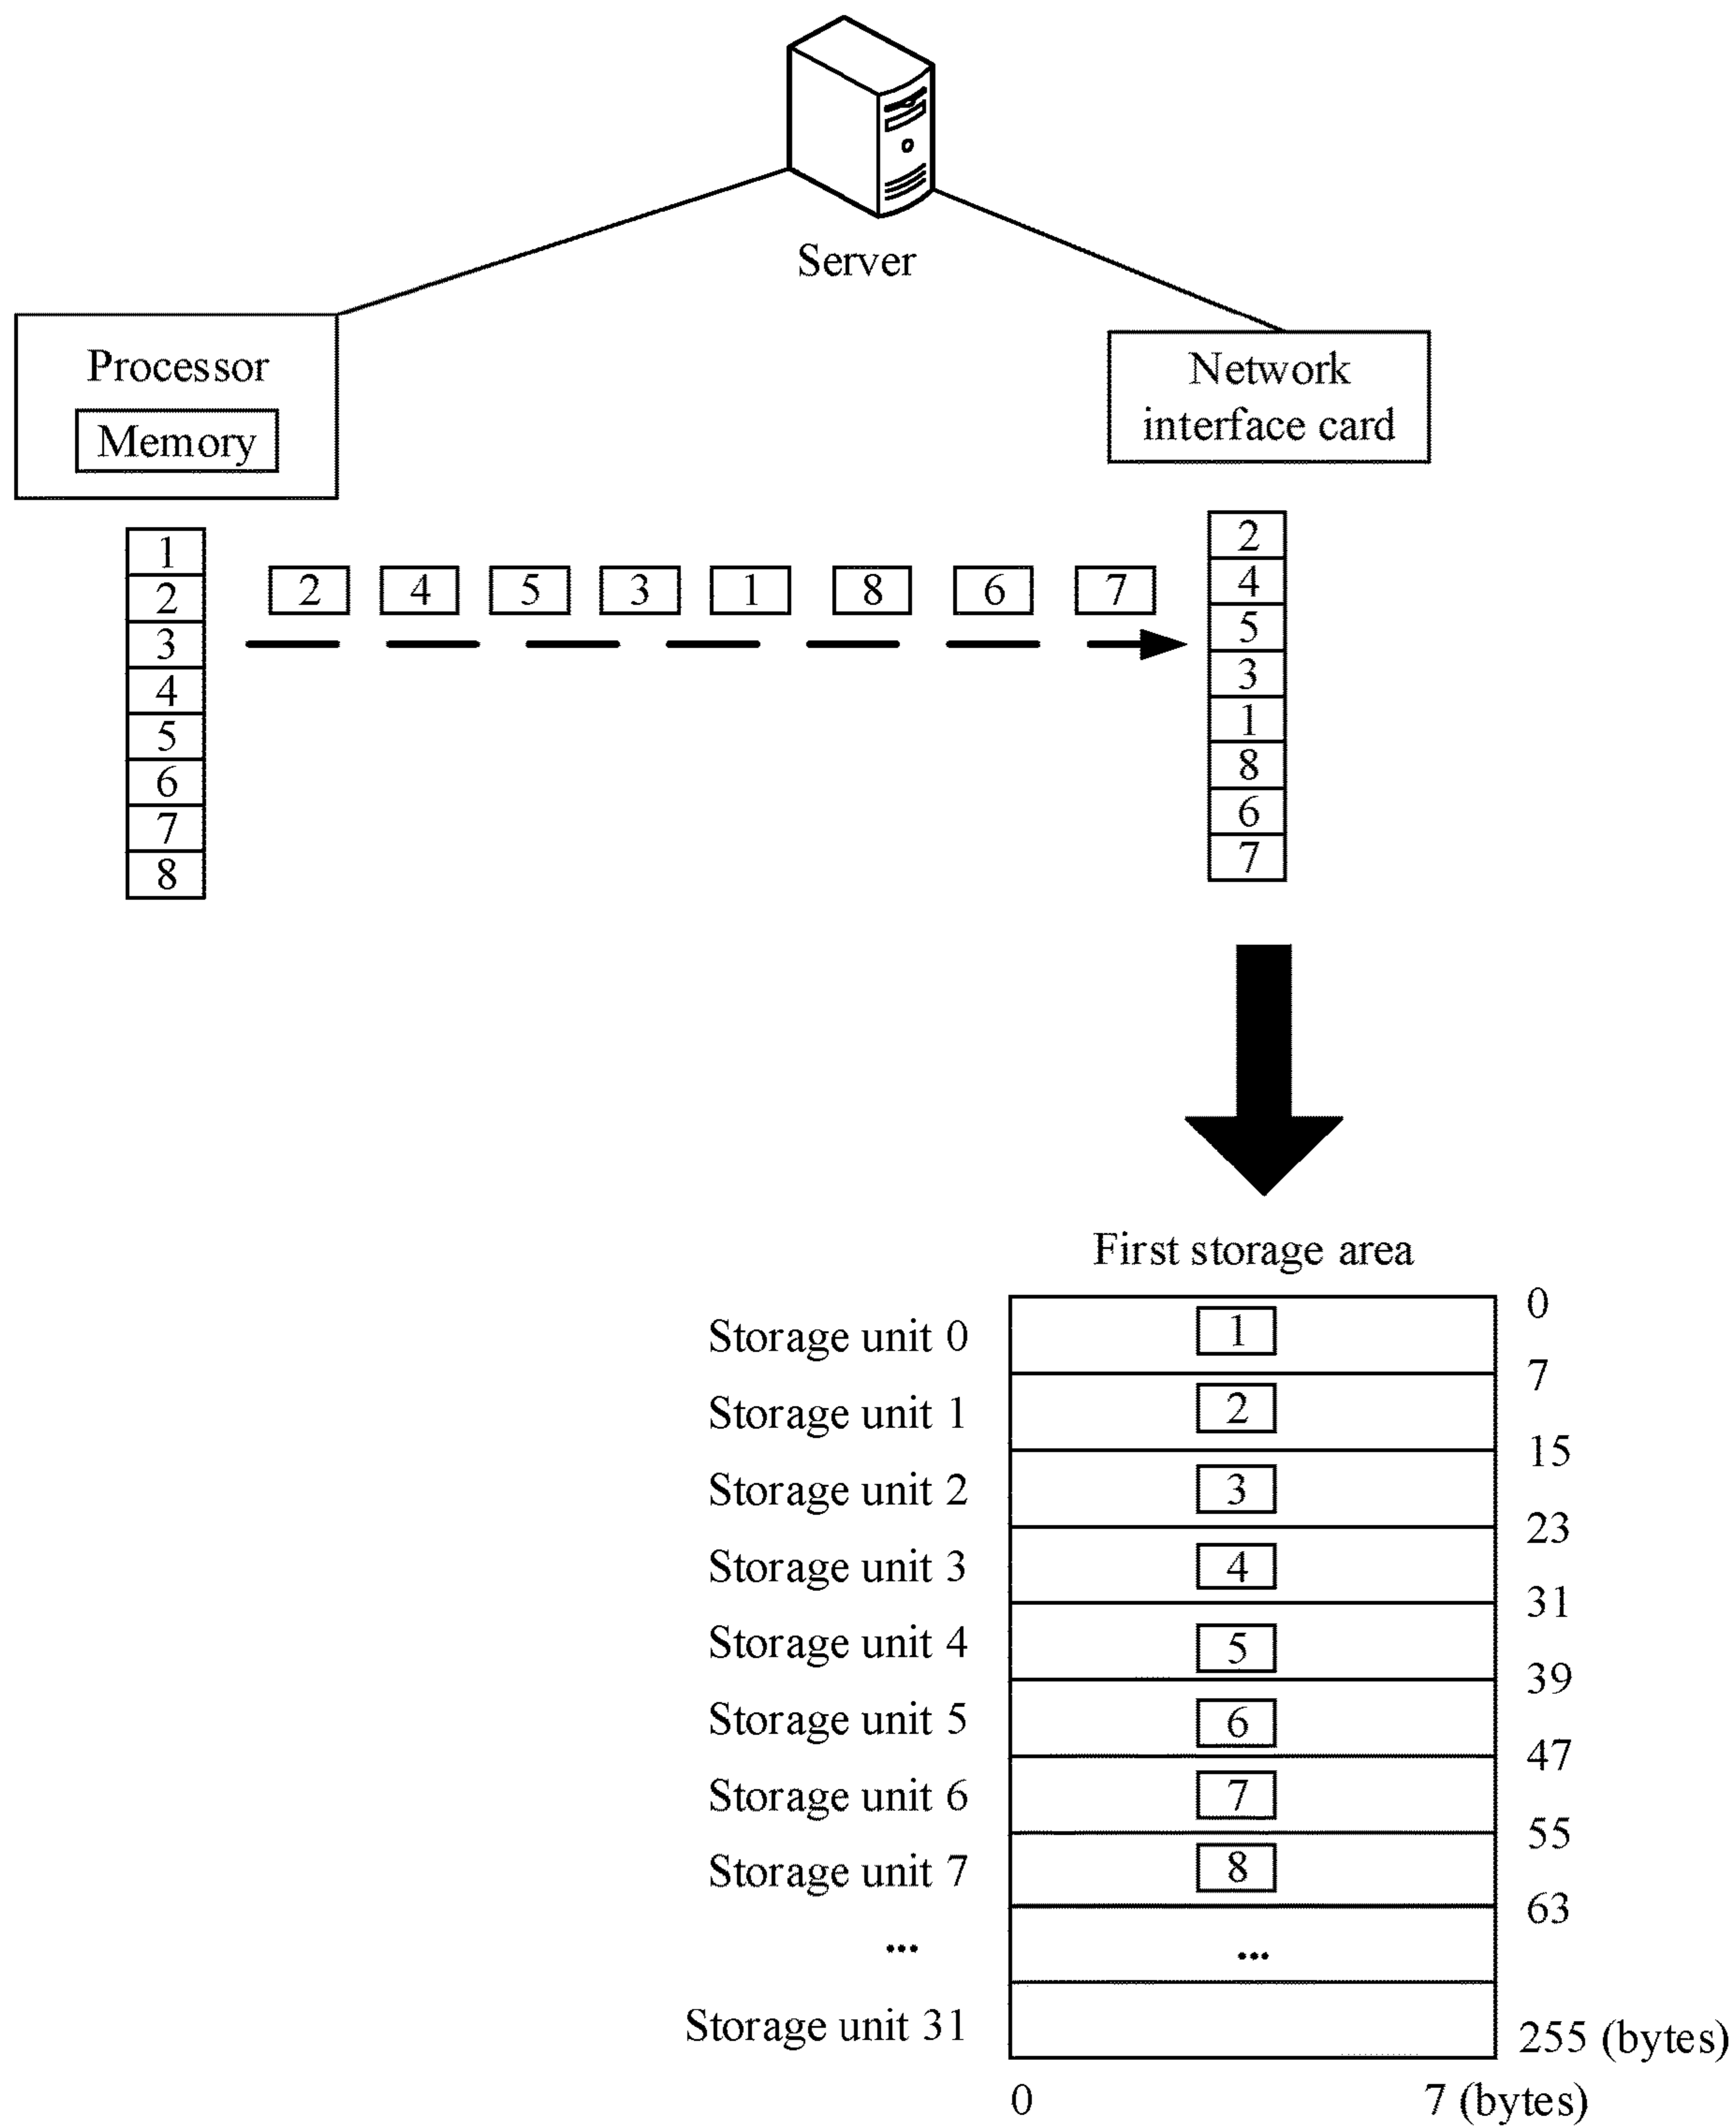 Server
Processor
Memory
Network
interface card
1
2
3
4
5
6
7
8
2 4 5 3 1 8 6 7
2
4
5
3
1
8
6
7
First storage area
0
Storage unit 0 1
7
Storage unit 1 2
15
Storage unit 2 3
23
Storage unit 3 4
31
Storage unit 4 5
39
Storage unit 5 6
47
Storage unit 6 7
55
Storage unit 7 8
63
... ...
Storage unit 31
255 (bytes)
0 7 (bytes)